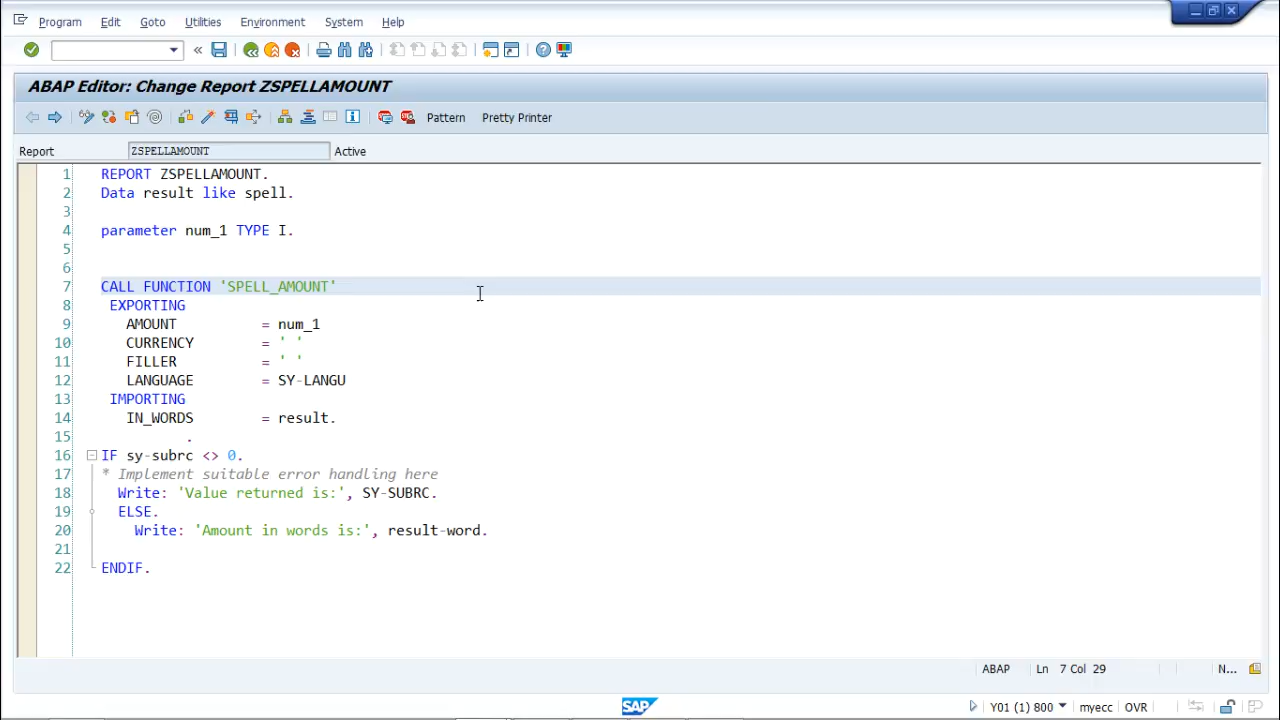 Program Edit Goto Utilities Environment System Help
ABAP Editor: Change Report ZSPELLAMOUNT
Pattern Pretty Printer
Report ZSPELLAMOUNT Active
1 REPORT ZSPELLAMOUNT.
2 Data result like spell.
3
4 parameter num_1 TYPE I.
5
6
7 CALL FUNCTION 'SPELL_AMOUNT'
8 EXPORTING
9 AMOUNT = num_1
10 CURRENCY = ' '
11 FILLER = ' '
12 LANGUAGE = SY-LANGU
13 IMPORTING
14 IN_WORDS = result.
15 .
16 IF sy-subrc <> 0.
17 * Implement suitable error handling here
18 Write: 'Value returned is:', SY-SUBRC.
19 ELSE.
20 Write: 'Amount in words is:', result-word.
21
22 ENDIF.
ABAP Ln 7 Col 29 N...
SAP Y01 (1) 800 myecc OVR